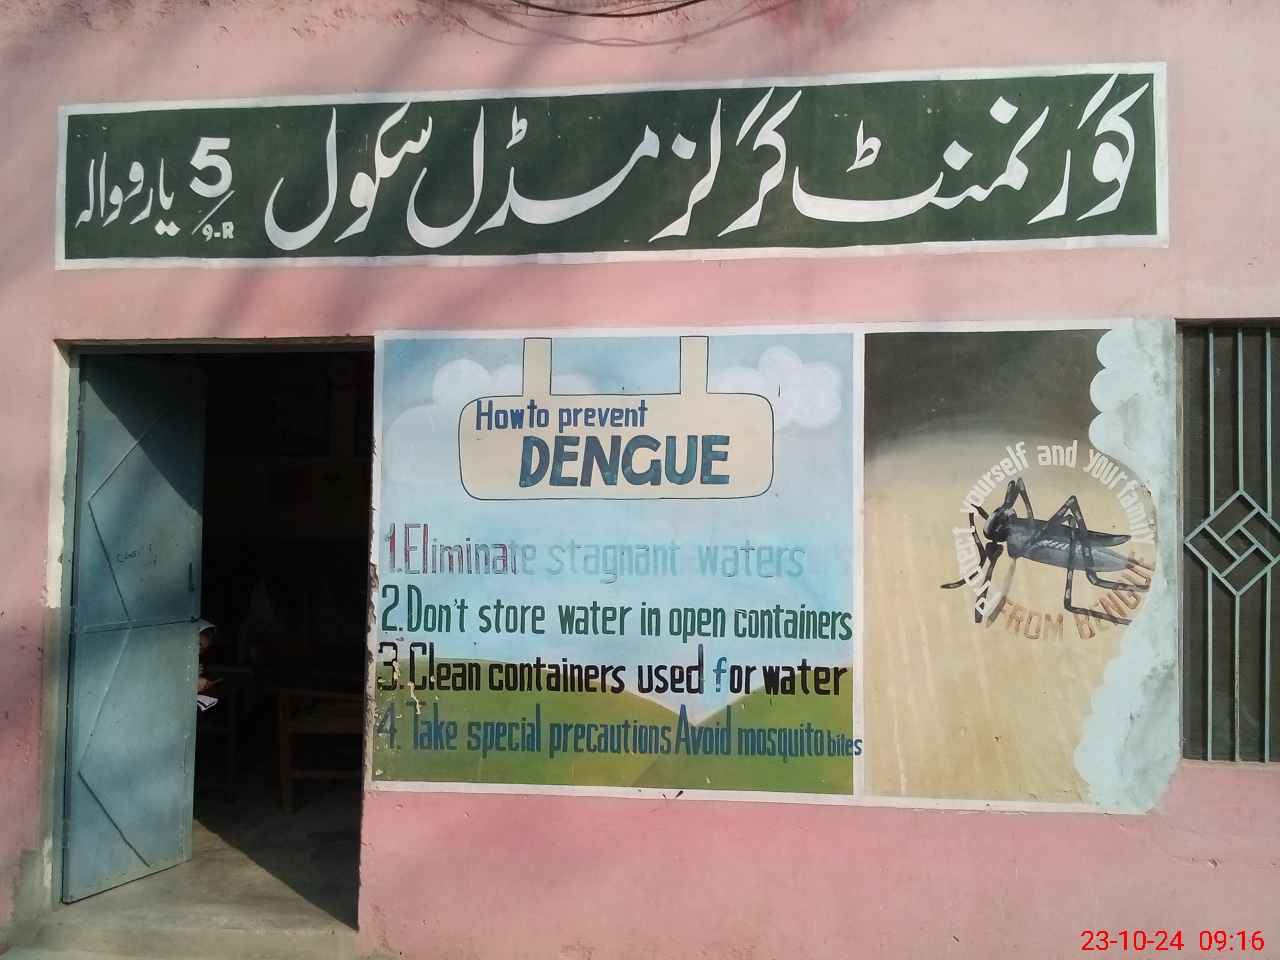 گورنمنٹ گرلز مڈل سکول 5/9-R یارو والہ
How to prevent
DENGUE
1.Eliminate stagnant waters
2.Don't store water in open containers
3.Clean containers used for water
4. Take special precautions Avoid mosquito bites
Protect yourself and your family
FROM DENGUE
23-10-24 09:16